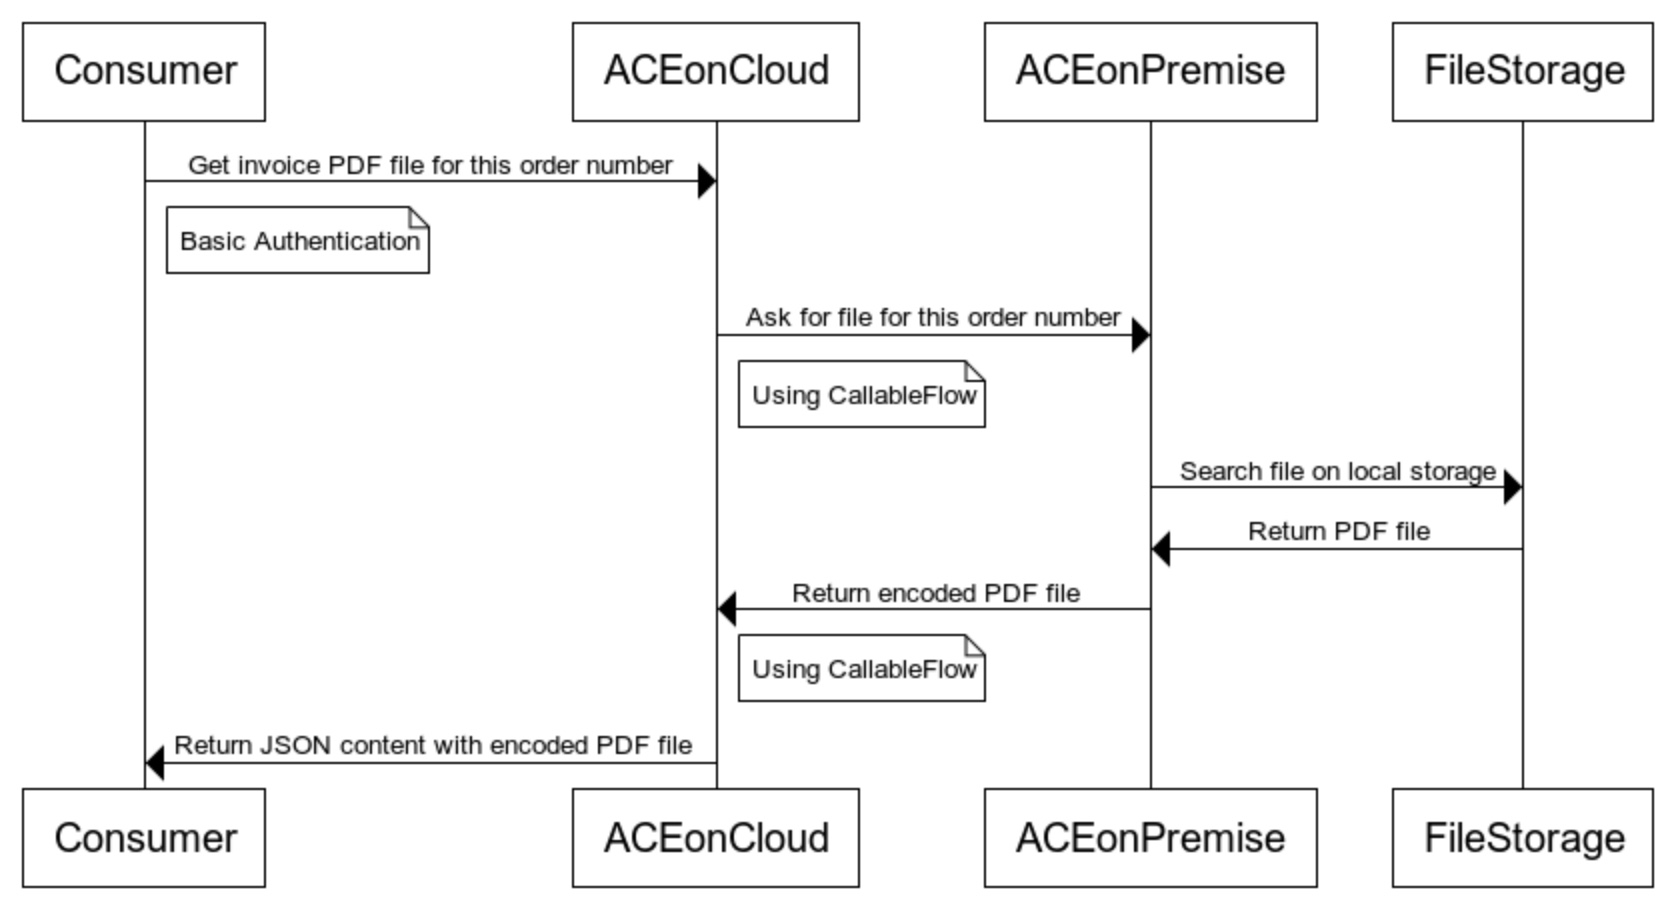 Consumer
ACEonCloud
ACEonPremise
FileStorage
Get invoice PDF file for this order number
Basic Authentication
Ask for file for this order number
Using CallableFlow
Search file on local storage
Return PDF file
Return encoded PDF file
Using CallableFlow
Return JSON content with encoded PDF file
Consumer
ACEonCloud
ACEonPremise
FileStorage